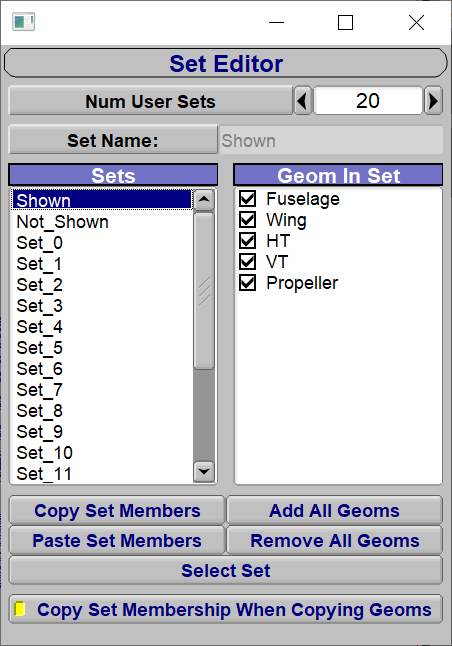 Set Editor
Num User Sets 20
Set Name: Shown
Sets
Shown
Not_Shown
Set_0
Set_1
Set_2
Set_3
Set_4
Set_5
Set_6
Set_7
Set_8
Set_9
Set_10
Set_11
Geom In Set
Fuselage
Wing
HT
VT
Propeller
Copy Set Members Add All Geoms
Paste Set Members Remove All Geoms
Select Set
Copy Set Membership When Copying Geoms